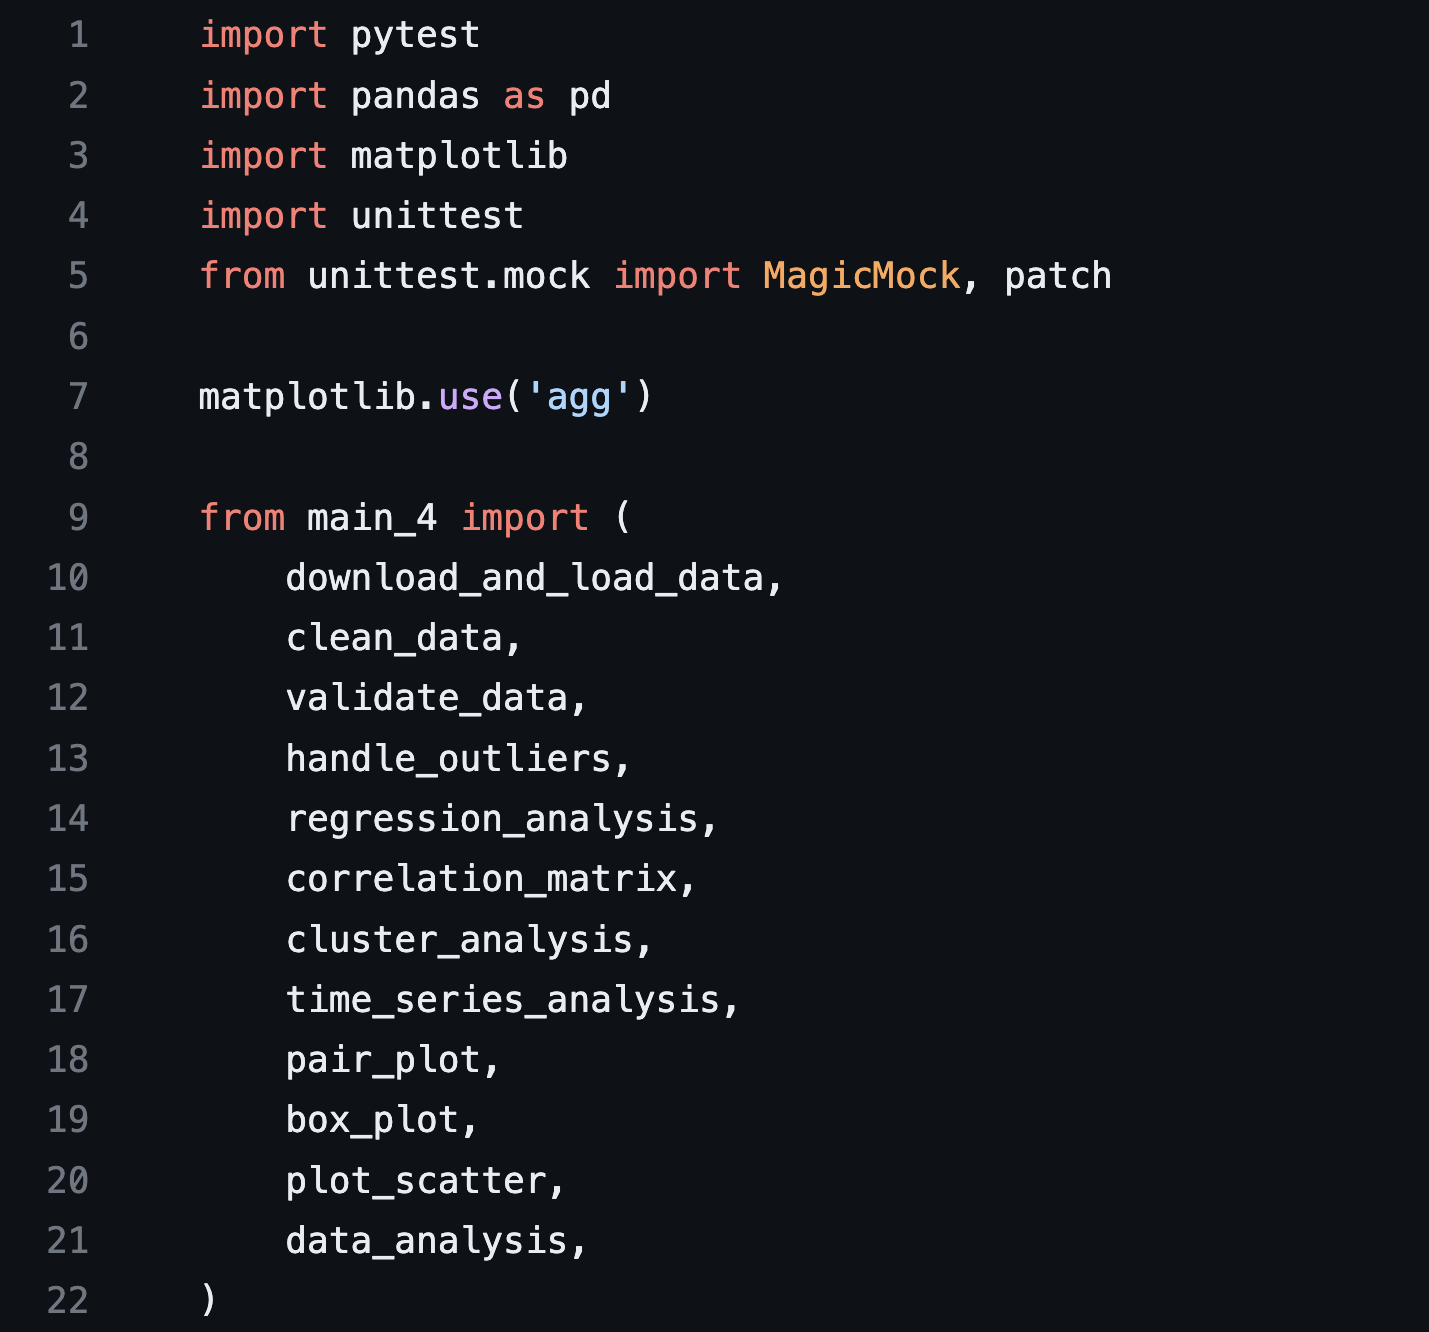 1 import pytest
2 import pandas as pd
3 import matplotlib
4 import unittest
5 from unittest.mock import MagicMock, patch
6
7 matplotlib.use('agg')
8
9 from main_4 import (
10     download_and_load_data,
11     clean_data,
12     validate_data,
13     handle_outliers,
14     regression_analysis,
15     correlation_matrix,
16     cluster_analysis,
17     time_series_analysis,
18     pair_plot,
19     box_plot,
20     plot_scatter,
21     data_analysis,
22 )